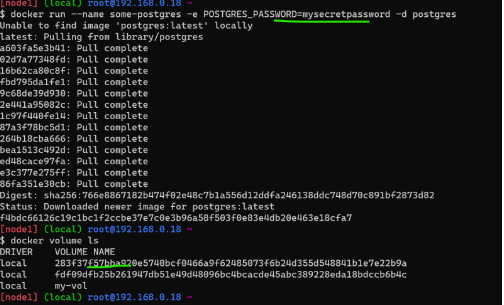 [node1] (local) root@192.168.0.18 ~
$ docker run --name some-postgres -e POSTGRES_PASSWORD=mysecretpassword -d postgres
Unable to find image 'postgres:latest' locally
latest: Pulling from library/postgres
a603fa5e3b41: Pull complete
02d7a77348fd: Pull complete
16b62ca80c8f: Pull complete
fbd795da1fe1: Pull complete
9c68de39d930: Pull complete
2e441a95082c: Pull complete
1c97f440fe14: Pull complete
87a3f78bc5d1: Pull complete
264b18cba666: Pull complete
bea1513c492d: Pull complete
ed48cace97fa: Pull complete
e3c377e275ff: Pull complete
86fa351e30cb: Pull complete
Digest: sha256:766e8867182b474f02e48c7b1a556d12ddfa246138ddc748d70c891bf2873d82
Status: Downloaded newer image for postgres:latest
f4bdc66126c19c1bc1f2ccbe37e7c0e3b96a58f503f0e83e4db20e463e18cfa7
[node1] (local) root@192.168.0.18 ~
$ docker volume ls
DRIVER VOLUME NAME
local 283f37f57bba920e5740bcf0466a9f62485073f6b24d355d548841b1e7e22b9a
local fdf09dfb25b261947db51e49d48096bc4bcacde45abc389228eda18bdccb6b4c
local my-vol
[node1] (local) root@192.168.0.18 ~